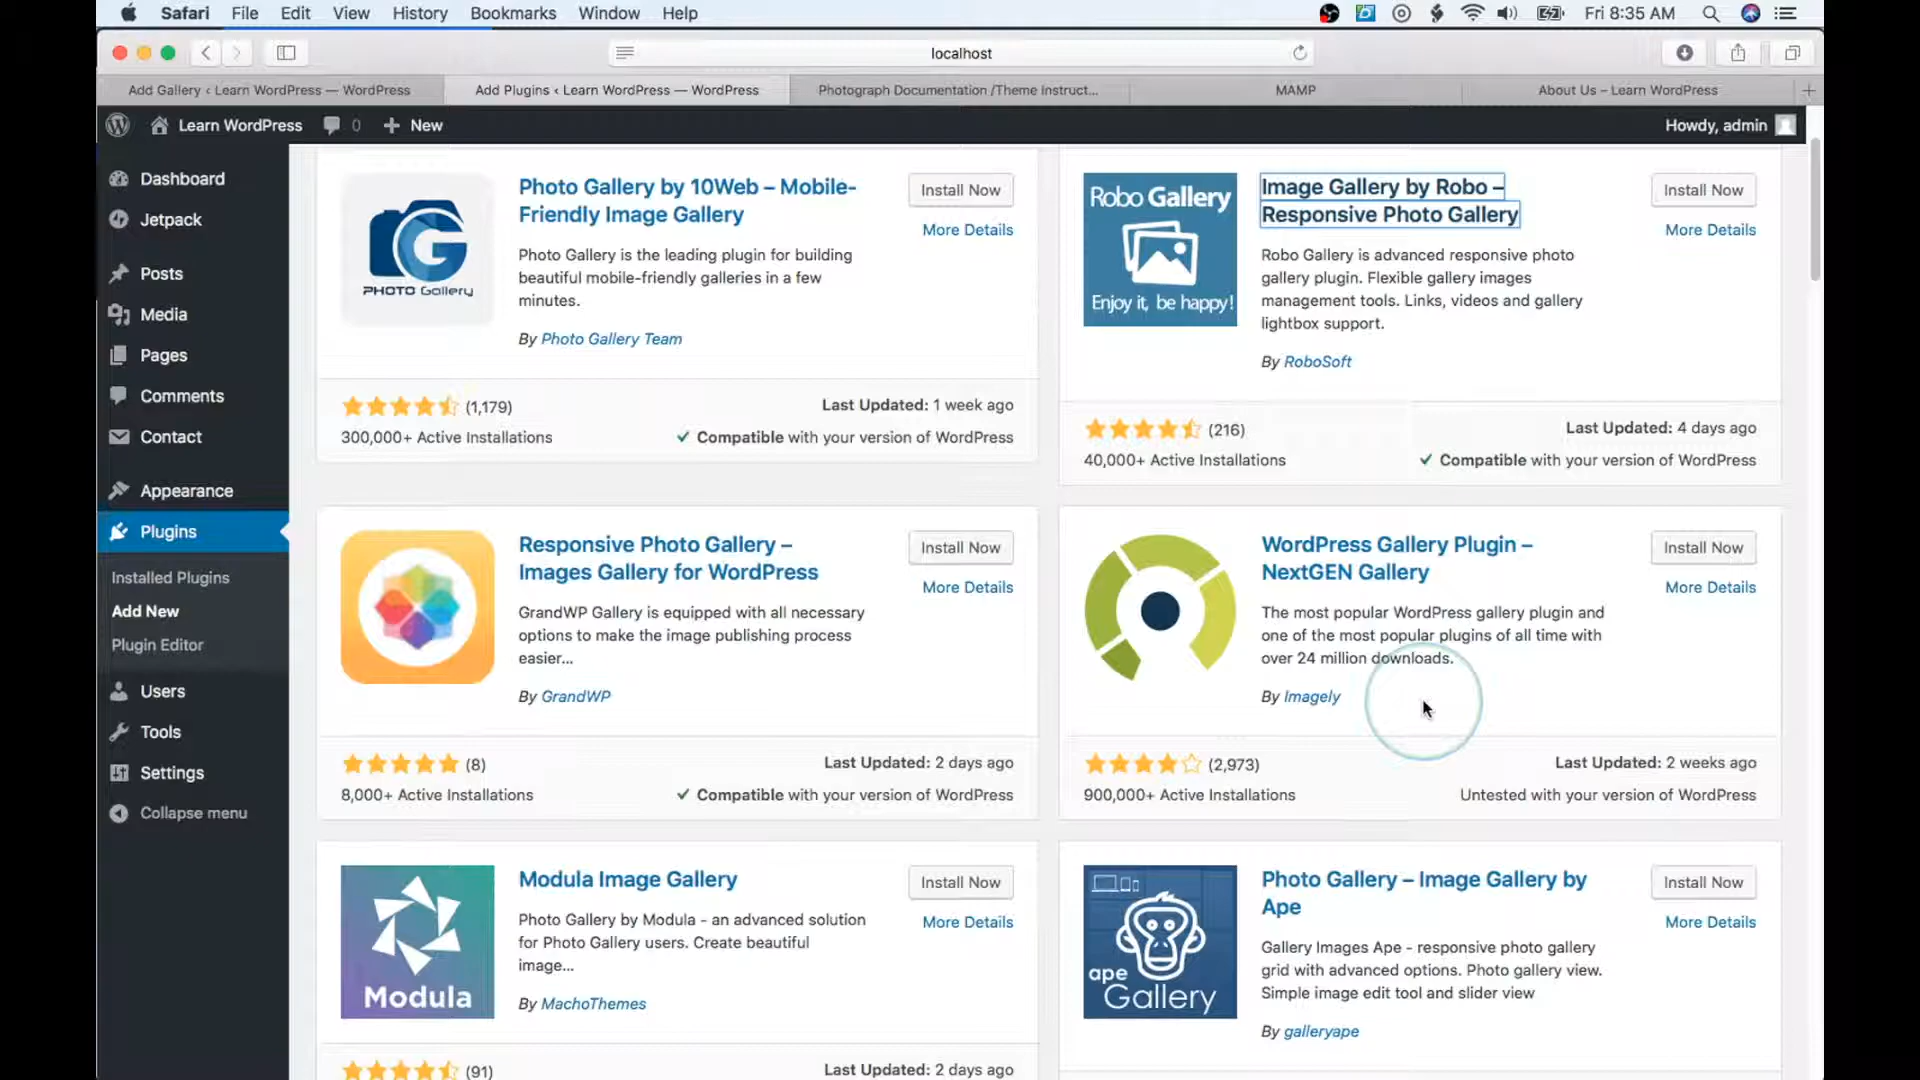 Safari File Edit View History Bookmarks Window Help Fri 8:35 AM
localhost
Add Gallery ‹ Learn WordPress — WordPress
Add Plugins ‹ Learn WordPress — WordPress
Photograph Documentation /Theme Instruct...
MAMP
About Us – Learn WordPress
Learn WordPress 0 New Howdy, admin
Dashboard
Jetpack
Posts
Media
Pages
Comments
Contact
Appearance
Plugins
Installed Plugins
Add New
Plugin Editor
Users
Tools
Settings
Collapse menu
PHOTO Gallery
Photo Gallery by 10Web – Mobile-
Friendly Image Gallery
Install Now
More Details
Photo Gallery is the leading plugin for building
beautiful mobile-friendly galleries in a few
minutes.
By Photo Gallery Team
(1,179)
Last Updated: 1 week ago
300,000+ Active Installations
Compatible with your version of WordPress
Robo Gallery
Enjoy it, be happy!
Image Gallery by Robo –
Responsive Photo Gallery
Install Now
More Details
Robo Gallery is advanced responsive photo
gallery plugin. Flexible gallery images
management tools. Links, videos and gallery
lightbox support.
By RoboSoft
(216)
Last Updated: 4 days ago
40,000+ Active Installations
Compatible with your version of WordPress
Responsive Photo Gallery –
Images Gallery for WordPress
Install Now
More Details
GrandWP Gallery is equipped with all necessary
options to make the image publishing process
easier...
By GrandWP
(8)
Last Updated: 2 days ago
8,000+ Active Installations
Compatible with your version of WordPress
WordPress Gallery Plugin –
NextGEN Gallery
Install Now
More Details
The most popular WordPress gallery plugin and
one of the most popular plugins of all time with
over 24 million downloads.
By Imagely
(2,973)
Last Updated: 2 weeks ago
900,000+ Active Installations
Untested with your version of WordPress
Modula
Modula Image Gallery
Install Now
More Details
Photo Gallery by Modula - an advanced solution
for Photo Gallery users. Create beautiful
image...
By MachoThemes
(91)
Last Updated: 2 days ago
ape
Gallery
Photo Gallery – Image Gallery by
Ape
Install Now
More Details
Gallery Images Ape - responsive photo gallery
grid with advanced options. Photo gallery view.
Simple image edit tool and slider view
By galleryape